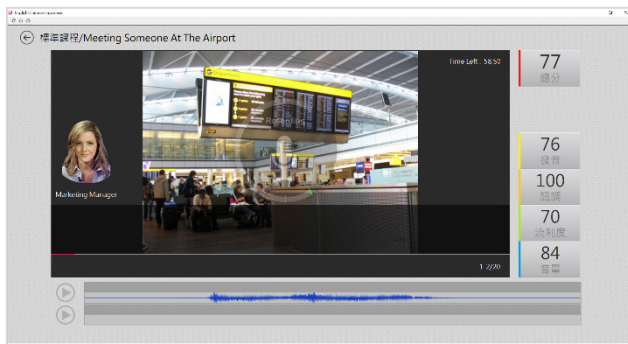 標準課程/Meeting Someone At The Airport
Time Left : 58:50
Recording
Marketing Manager
1 2/20
77
總分
76
發音
100
語調
70
流利度
84
音量